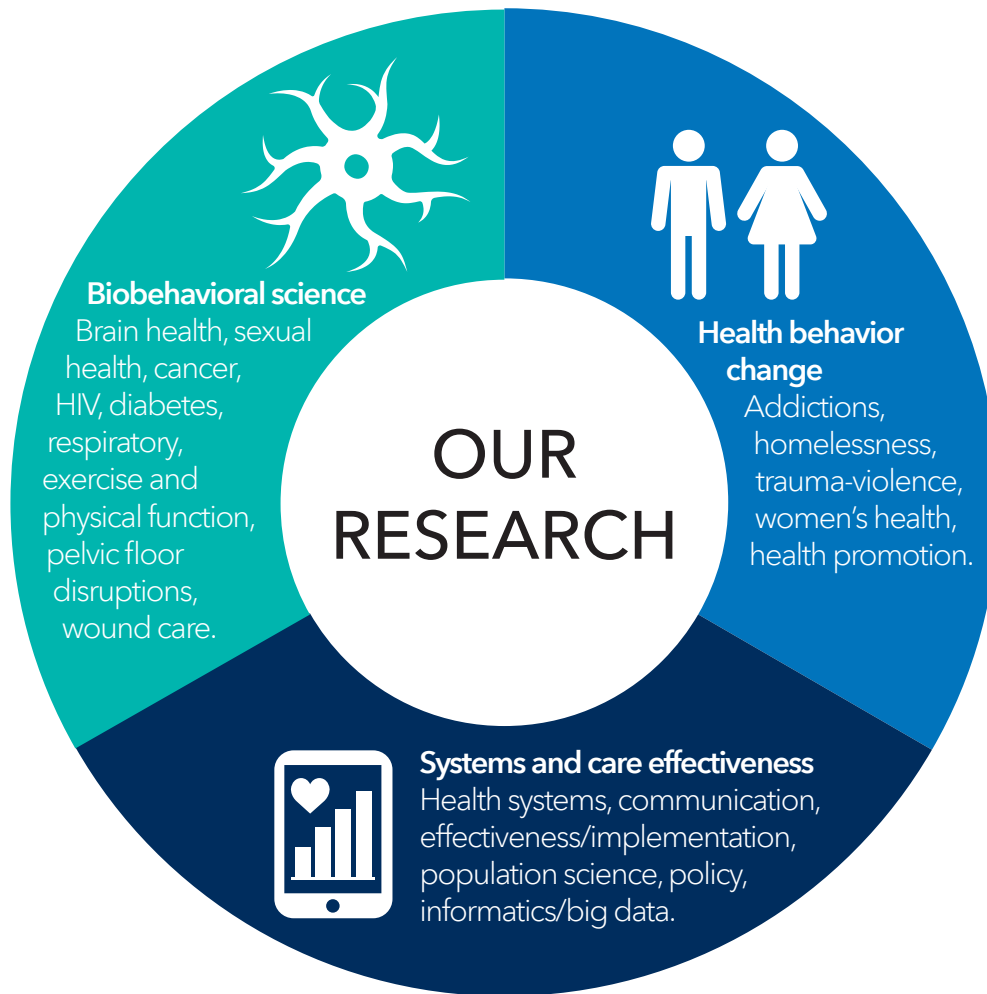 Biobehavioral science
Brain health, sexual
health, cancer,
HIV, diabetes,
respiratory,
exercise and
physical function,
pelvic floor
disruptions,
wound care.
OUR
RESEARCH
Health behavior
change
Addictions,
homelessness,
trauma-violence,
women’s health,
health promotion.
Systems and care effectiveness
Health systems, communication,
effectiveness/implementation,
population science, policy,
informatics/big data.